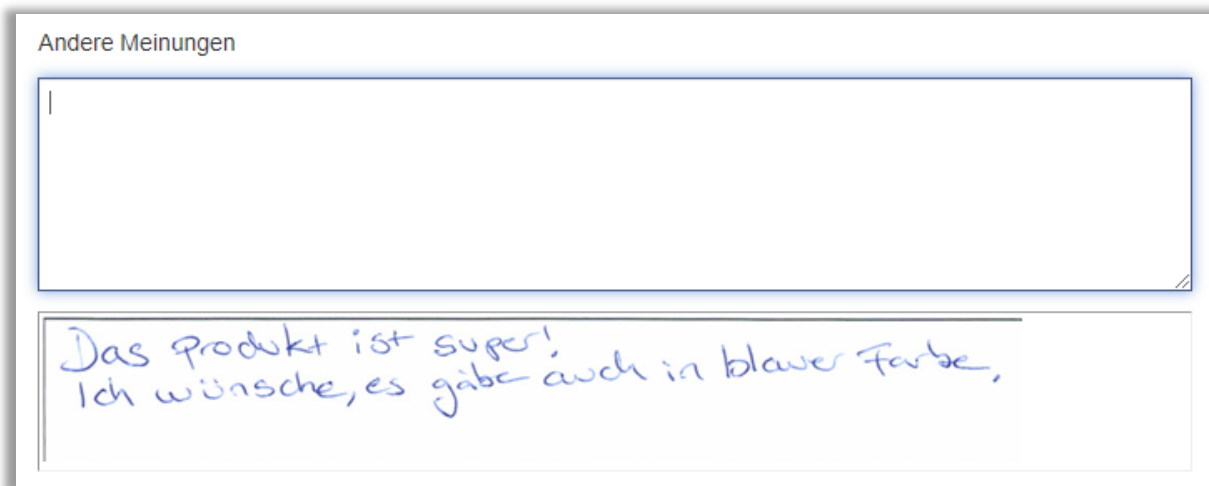 Andere Meinungen
Das Produkt ist super!
Ich wünsche, es gäbe auch in blauer Farbe.